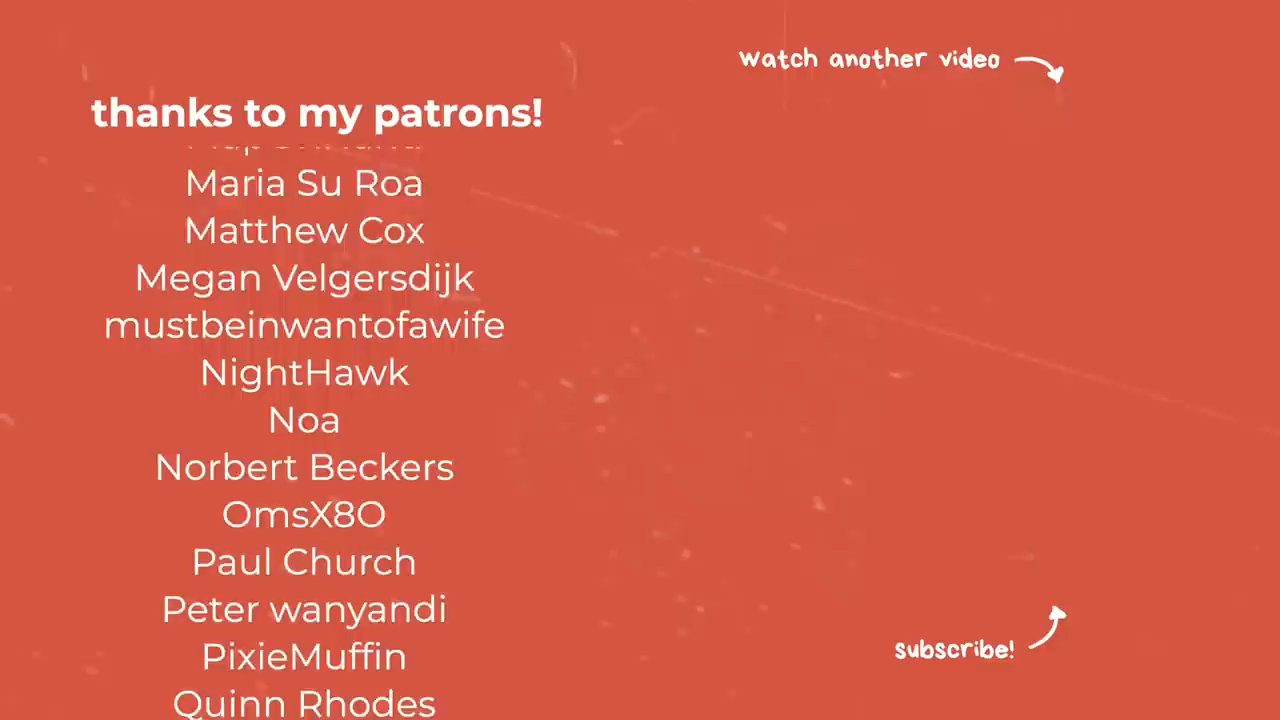 watch another video
thanks to my patrons!
Maria Su Roa
Matthew Cox
Megan Velgersdijk
mustbeinwantofawife
NightHawk
Noa
Norbert Beckers
OmsX8O
Paul Church
Peter wanyandi
PixieMuffin
Quinn Rhodes
subscribe!